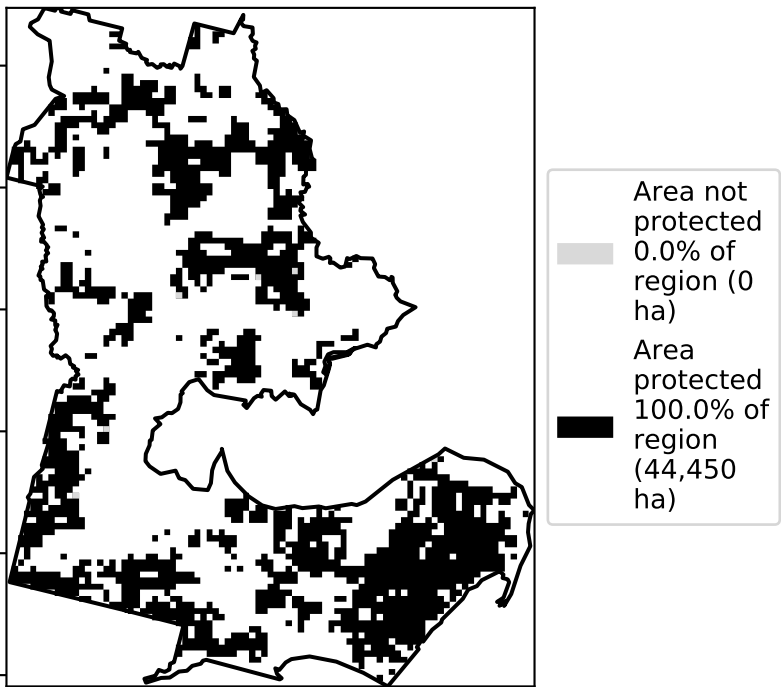 Area not
protected
0.0% of
region (0
ha)
Area
protected
100.0% of
region
(44,450
ha)